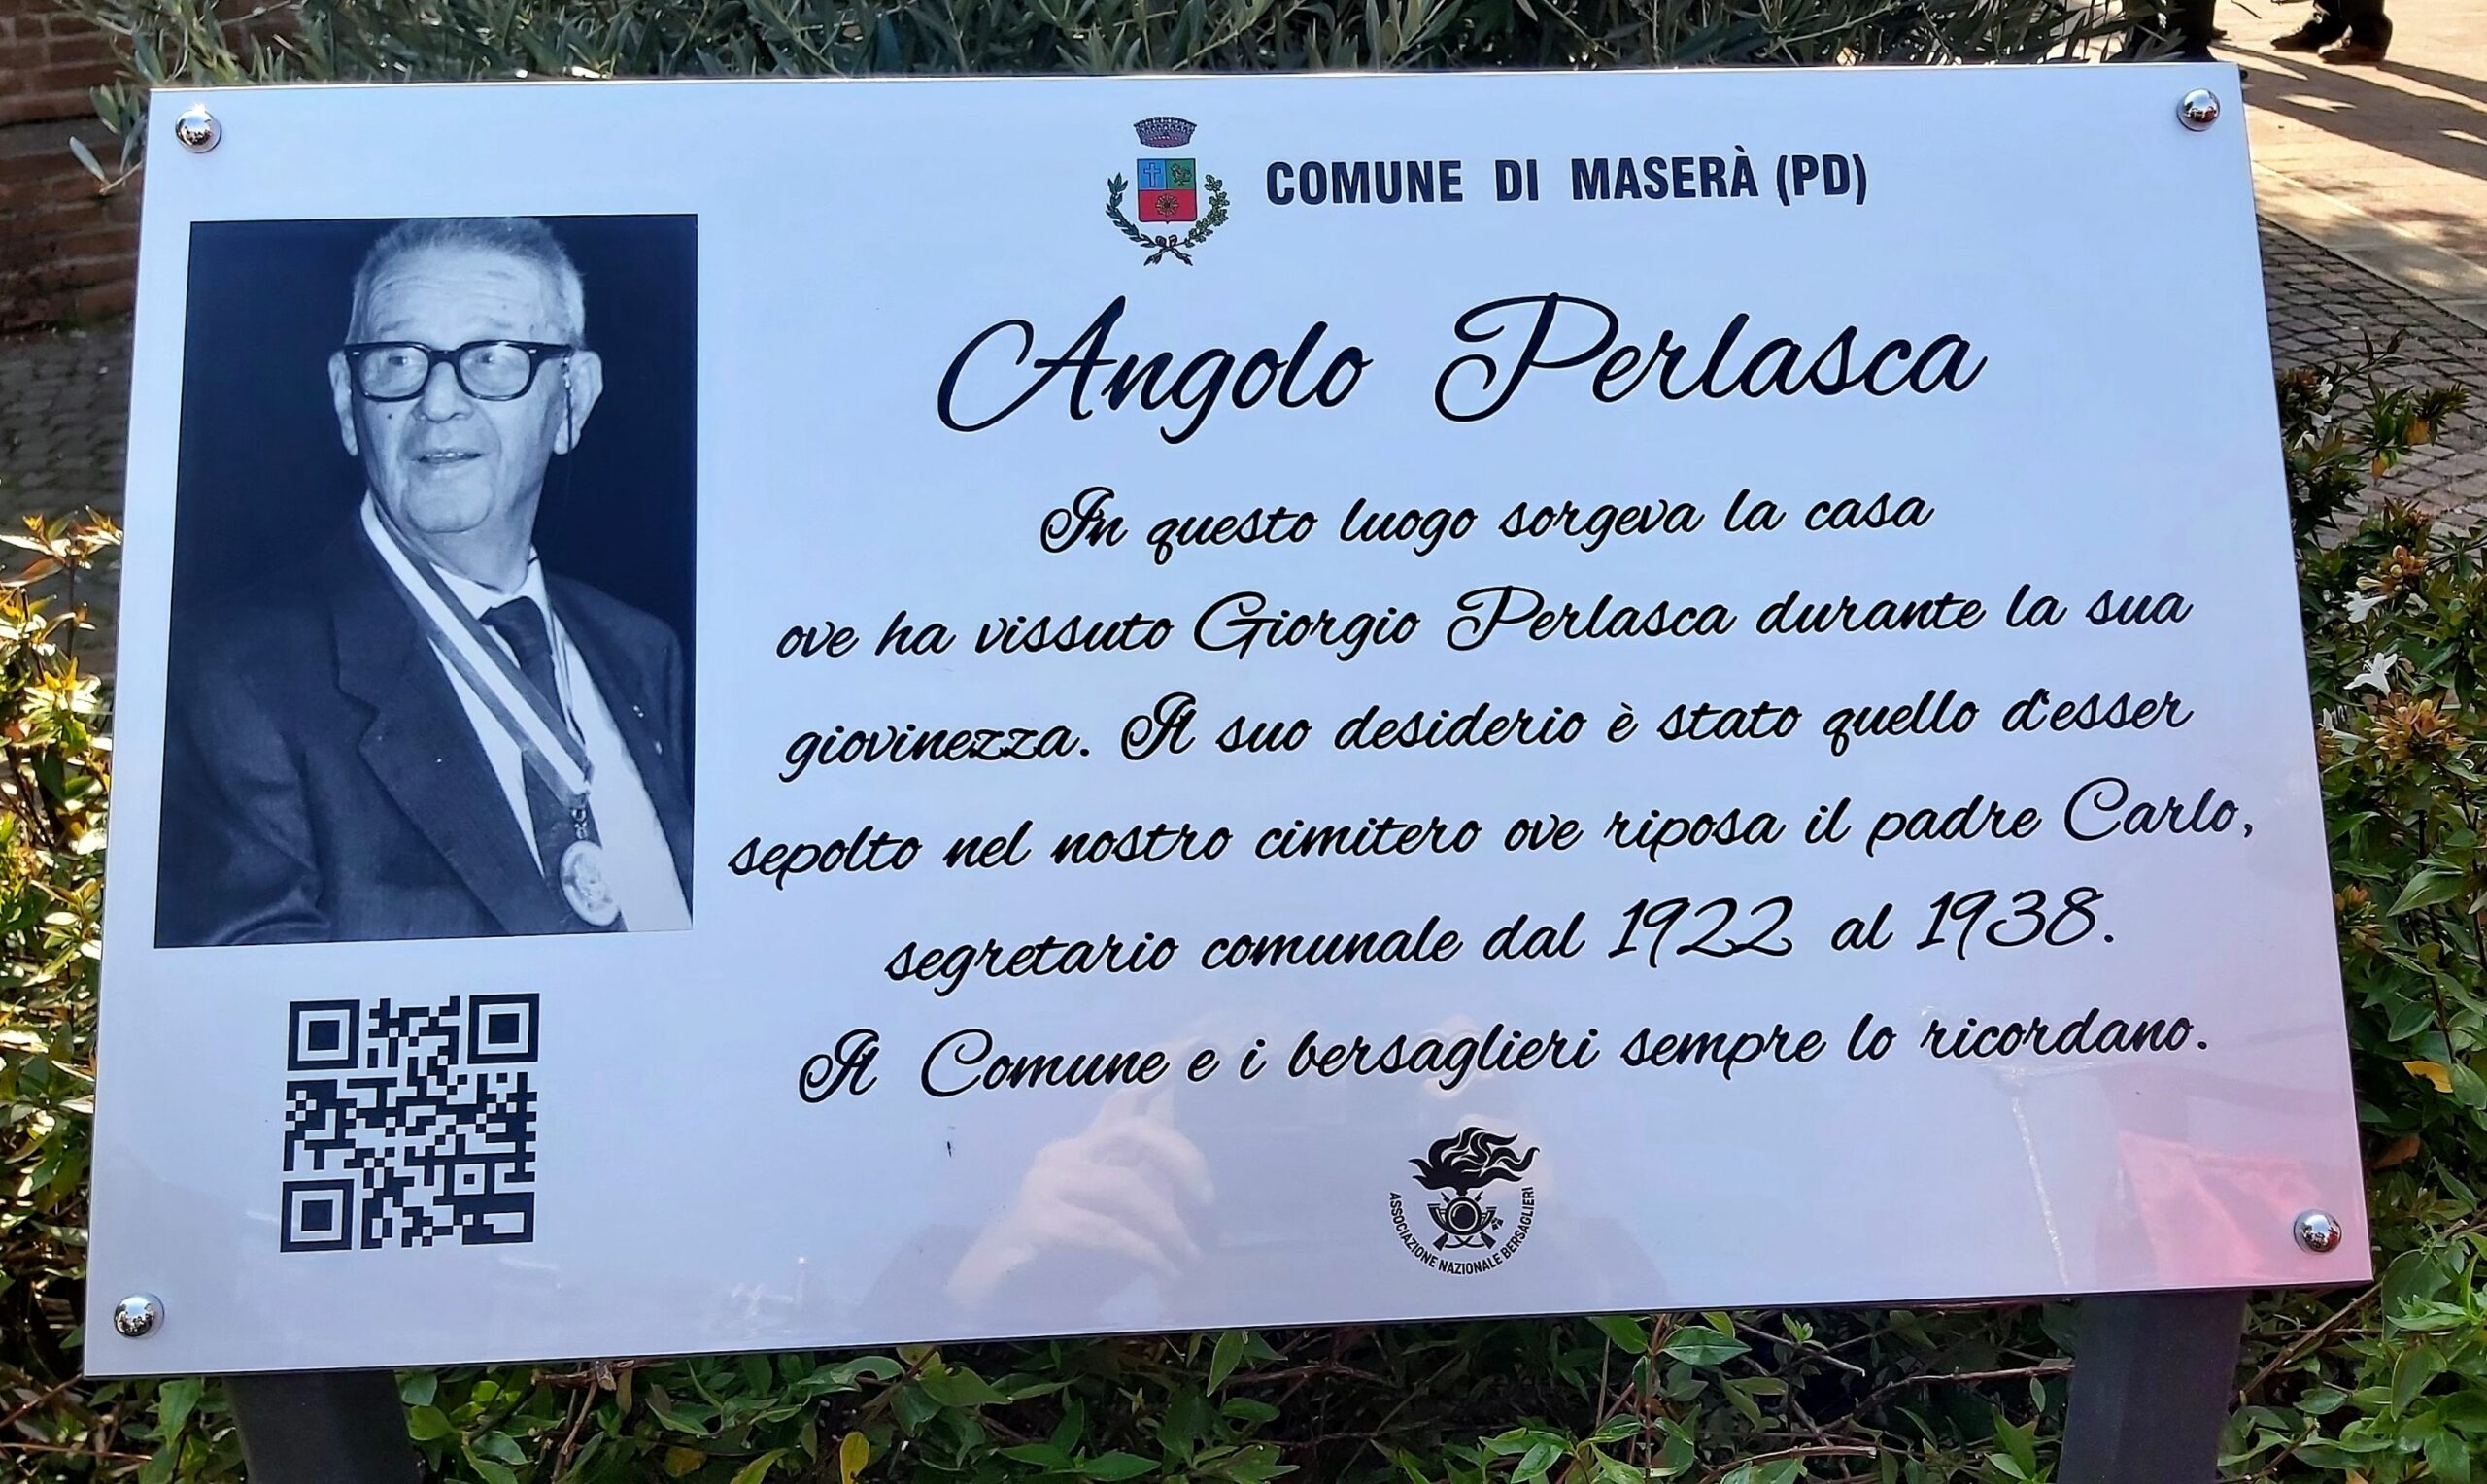 COMUNE DI MASERÀ (PD)
Angolo Perlasca
In questo luogo sorgeva la casa
ove ha vissuto Giorgio Perlasca durante la sua
giovinezza. Il suo desiderio è stato quello d'esser
sepolto nel nostro cimitero ove riposa il padre Carlo,
segretario comunale dal 1922 al 1938.
Il Comune e i bersaglieri sempre lo ricordano.
ASSOCIAZIONE NAZIONALE BERSAGLIERI